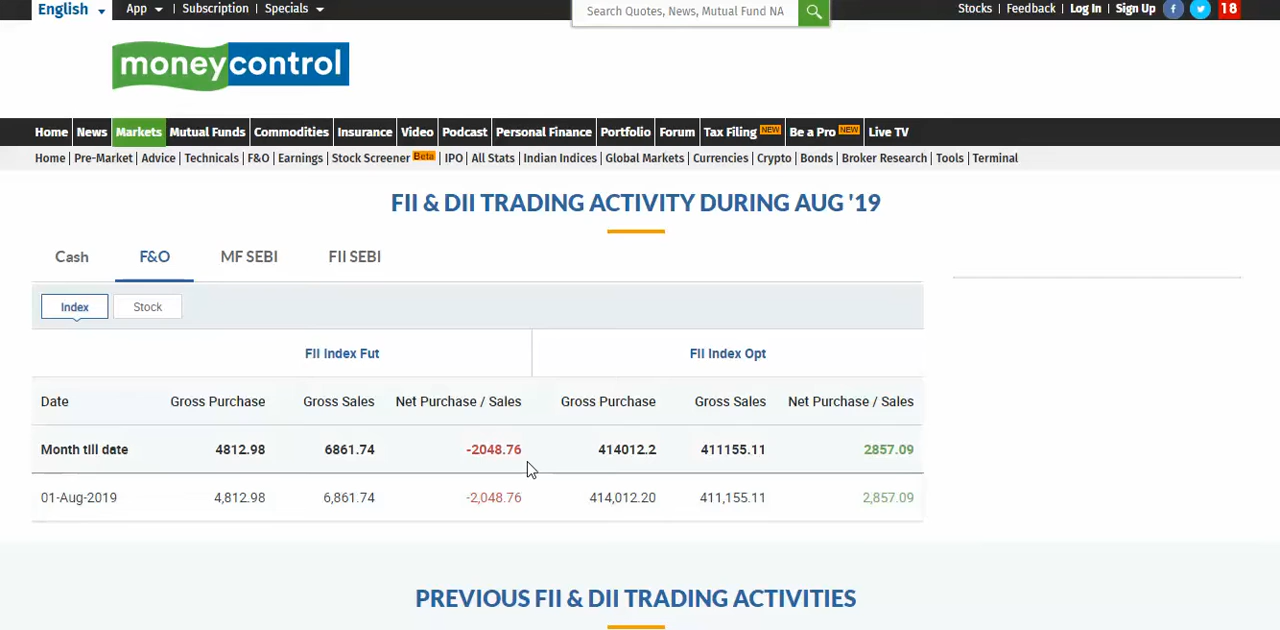 English App | Subscription | Specials Search Quotes, News, Mutual Fund NA Stocks | Feedback | Log In | Sign Up f 18
moneycontrol
Home News Markets Mutual Funds Commodities Insurance Video Podcast Personal Finance Portfolio Forum Tax Filing NEW Be a Pro NEW Live TV
Home | Pre-Market | Advice | Technicals | F&O | Earnings | Stock Screener Beta | IPO | All Stats | Indian Indices | Global Markets | Currencies | Crypto | Bonds | Broker Research | Tools | Terminal
FII & DII TRADING ACTIVITY DURING AUG '19
Cash F&O MF SEBI FII SEBI
Index Stock
FII Index Fut FII Index Opt
Date Gross Purchase Gross Sales Net Purchase / Sales Gross Purchase Gross Sales Net Purchase / Sales
Month till date 4812.98 6861.74 -2048.76 414012.2 411155.11 2857.09
01-Aug-2019 4,812.98 6,861.74 -2,048.76 414,012.20 411,155.11 2,857.09
PREVIOUS FII & DII TRADING ACTIVITIES